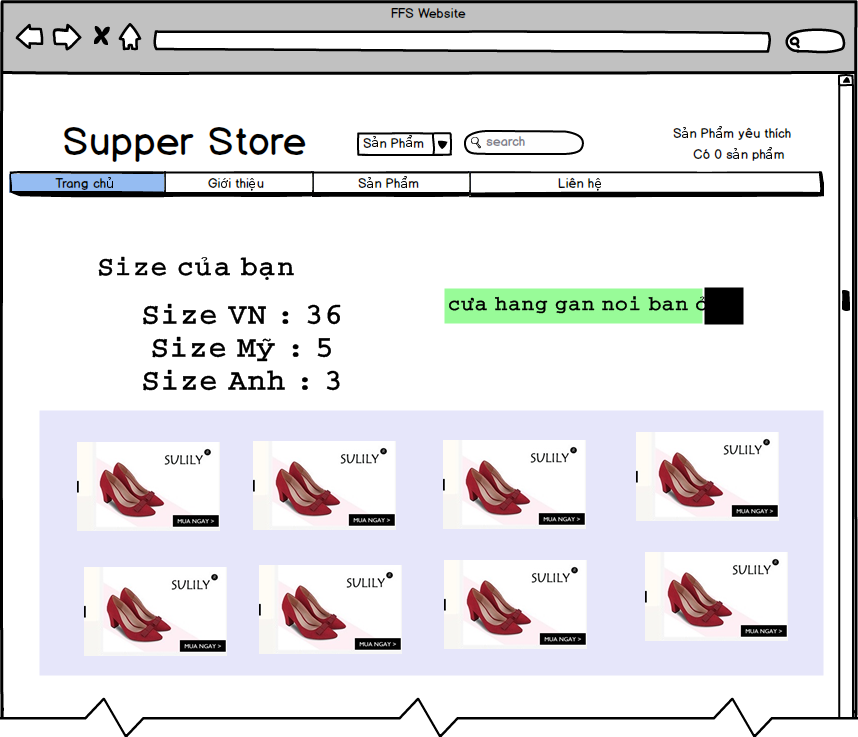 FFS Website
Supper Store
Sản Phẩm
search
Sản Phẩm yêu thích
Có 0 sản phẩm
Trang chủ
Giới thiệu
Sản Phẩm
Liên hệ
Size của bạn
Size VN : 36
Size Mỹ : 5
Size Anh : 3
cửa hang gan noi ban ở
SULILY
MUA NGAY >
SULILY
MUA NGAY >
SULILY
MUA NGAY >
SULILY
MUA NGAY >
SULILY
MUA NGAY >
SULILY
MUA NGAY >
SULILY
MUA NGAY >
SULILY
MUA NGAY >